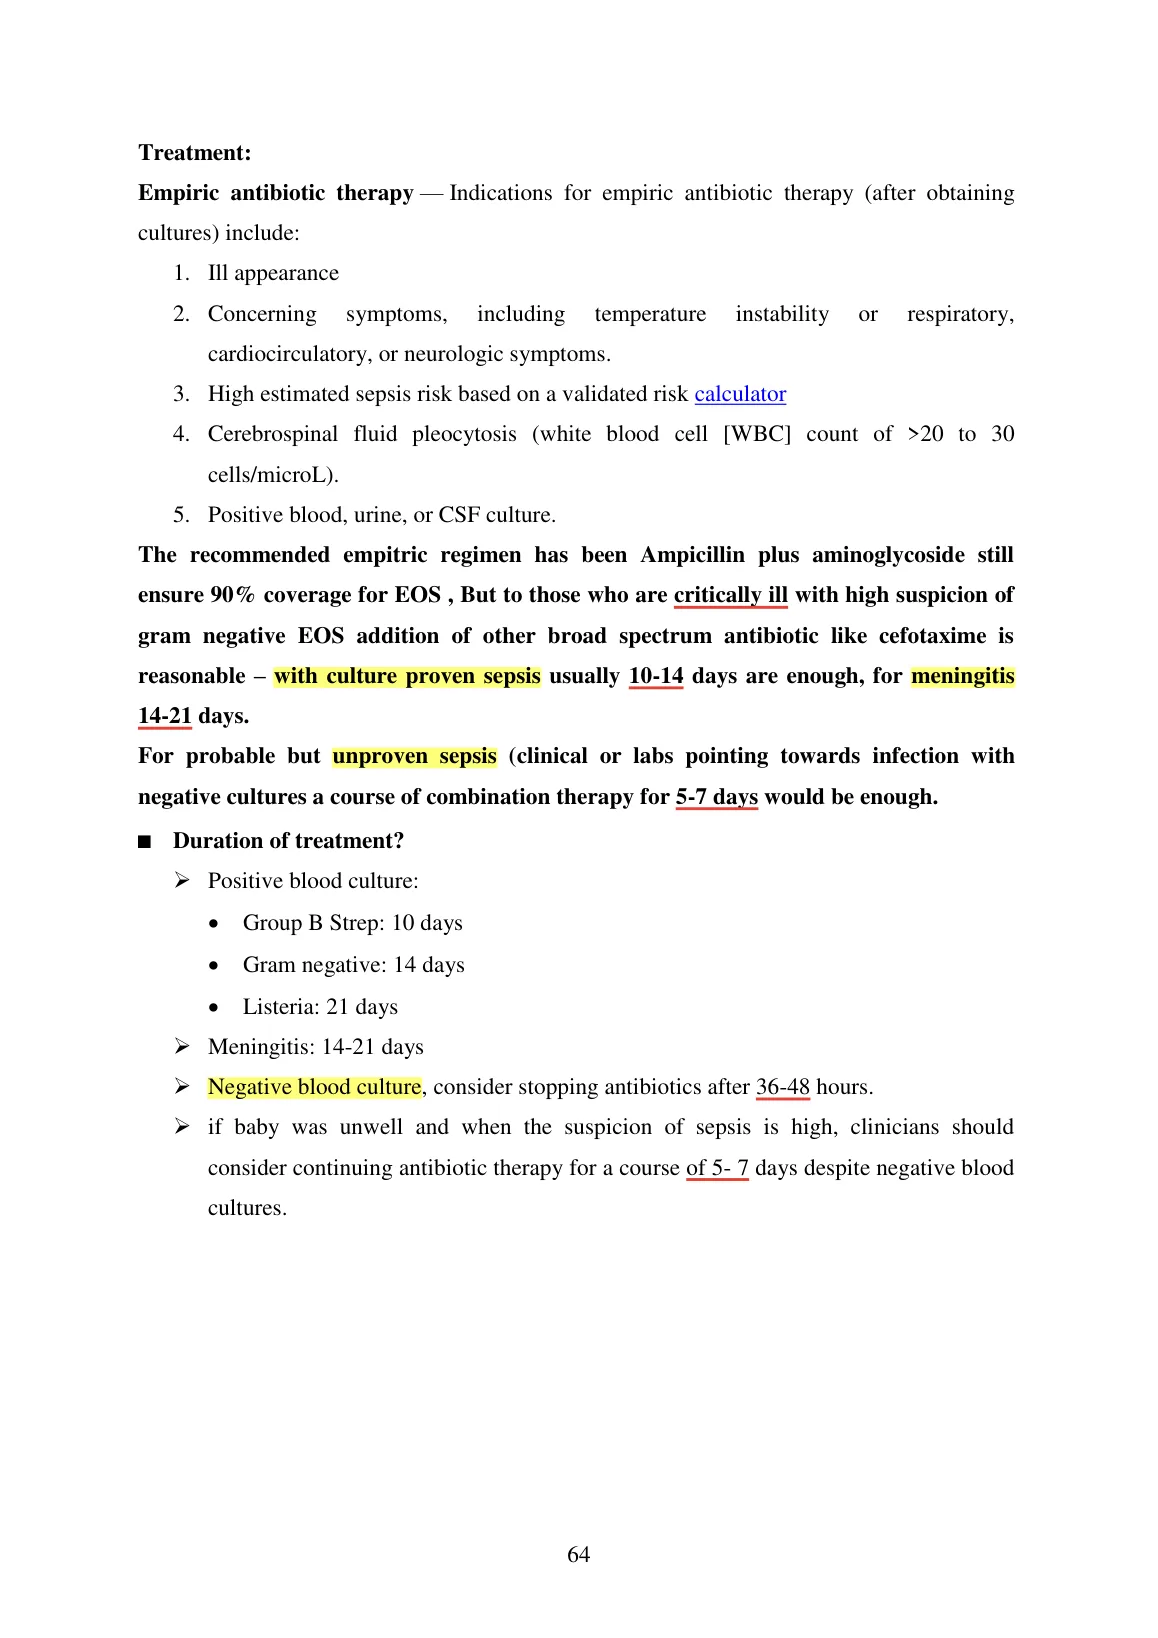 Treatment:
Empiric antibiotic therapy — Indications for empiric antibiotic therapy (after obtaining
cultures) include:
1. Ill appearance
2. Concerning symptoms, including temperature instability or respiratory,
cardiocirculatory, or neurologic symptoms.
3. High estimated sepsis risk based on a validated risk calculator
4. Cerebrospinal fluid pleocytosis (white blood cell [WBC] count of >20 to 30
cells/microL).
5. Positive blood, urine, or CSF culture.
The recommended empitric regimen has been Ampicillin plus aminoglycoside still
ensure 90% coverage for EOS , But to those who are critically ill with high suspicion of
gram negative EOS addition of other broad spectrum antibiotic like cefotaxime is
reasonable – with culture proven sepsis usually 10-14 days are enough, for meningitis
14-21 days.
For probable but unproven sepsis (clinical or labs pointing towards infection with
negative cultures a course of combination therapy for 5-7 days would be enough.
■ Duration of treatment?
➢ Positive blood culture:
• Group B Strep: 10 days
• Gram negative: 14 days
• Listeria: 21 days
➢ Meningitis: 14-21 days
➢ Negative blood culture, consider stopping antibiotics after 36-48 hours.
➢ if baby was unwell and when the suspicion of sepsis is high, clinicians should
consider continuing antibiotic therapy for a course of 5- 7 days despite negative blood
cultures.
64